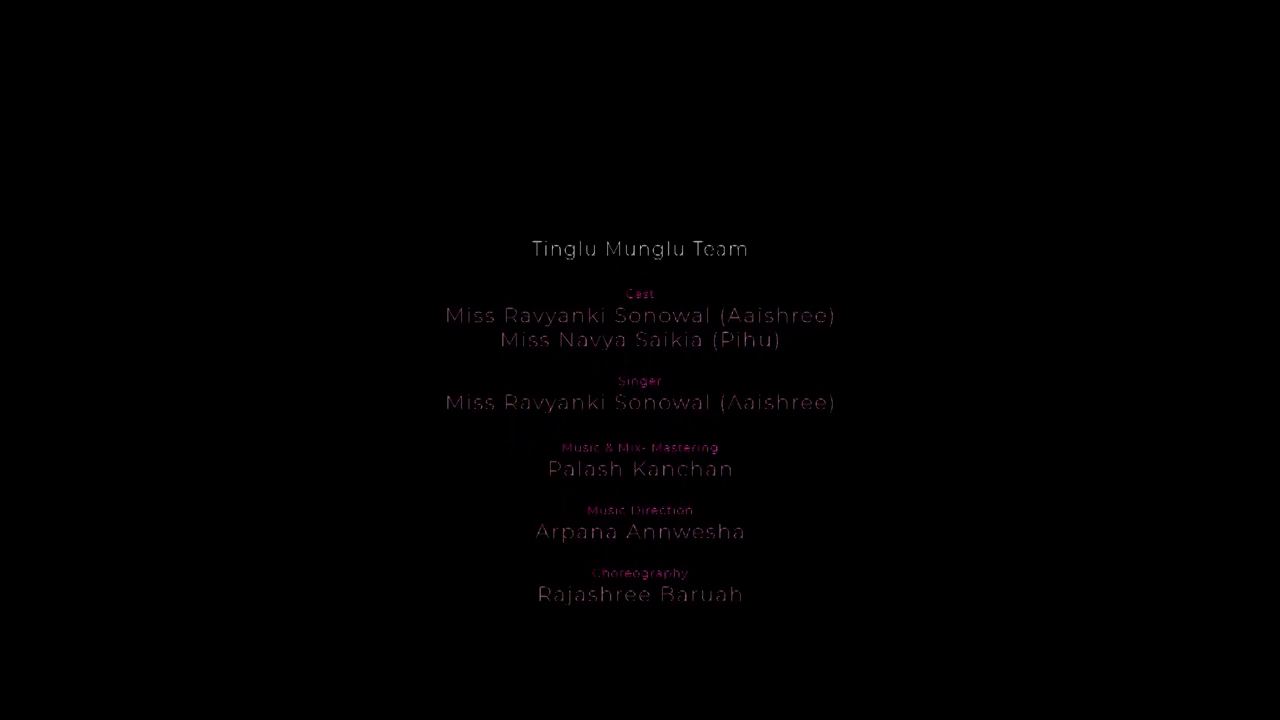 Tinglu Munglu Team
Cast
Miss Ravyanki Sonowal (Aaishree)
Miss Navya Saikia (Pihu)
Singer
Miss Ravyanki Sonowal (Aaishree)
Music & Mix- Mastering
Palash Kanchan
Music Direction
Arpana Annwesha
Choreography
Rajashree Baruah